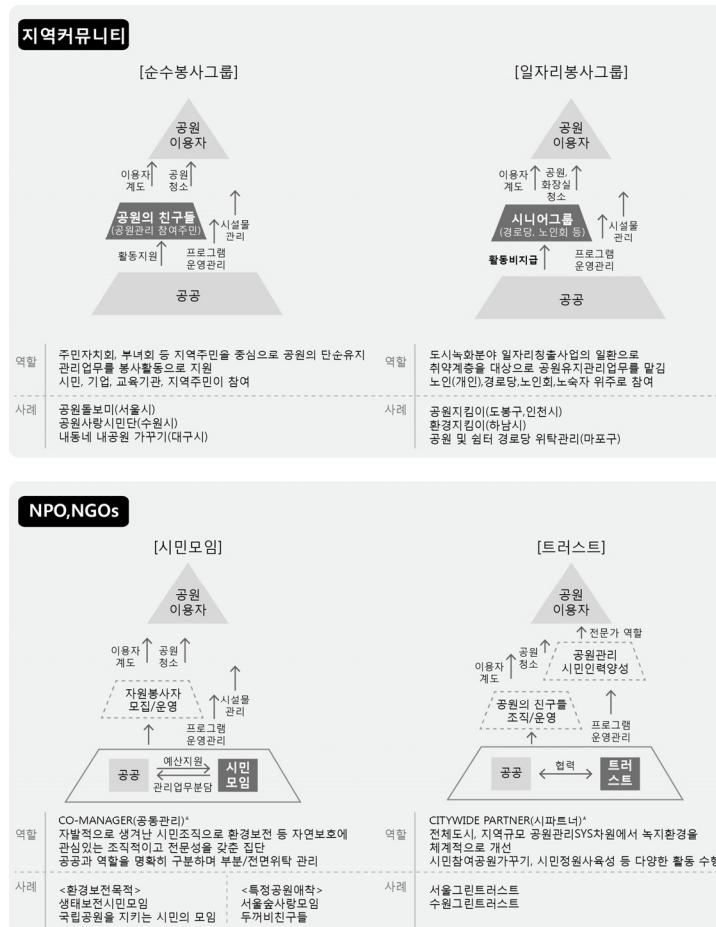 지역커뮤니티
[순수봉사그룹]
공원
이용자
이용자
계도
공원
청소
공원의 친구들
(공원관리 참여주민)
시설물
관리
활동지원
프로그램
운영관리
공공
역할
주민자치회, 부녀회 등 지역주민을 중심으로 공원의 단순유지
관리업무를 봉사활동으로 지원
시민, 기업, 교육기관, 지역주민이 참여
사례
공원돌보미(서울시)
공원사랑시민단(수원시)
내동네 내공원 가꾸기(대구시)
[일자리봉사그룹]
공원
이용자
이용자
계도
공원,
화장실
청소
시니어그룹
(경로당, 노인회 등)
시설물
관리
활동비지급
프로그램
운영관리
공공
역할
도시녹화분야 일자리칭출사업의 일환으로
취약계층을 대상으로 공원유지관리업무를 맡김
노인(개인),경로당,노인회,노숙자 위주로 참여
사례
공원지킴이(도봉구,인천시)
환경지킴이(하남시)
공원 및 쉼터 경로당 위탁관리(마포구)
NPO,NGOs
[시민모임]
공원
이용자
이용자
계도
공원
청소
자원봉사자
모집/운영
시설물
관리
프로그램
운영관리
공공
예산지원
관리업무분담
시민
모임
역할
CO-MANAGER(공동관리)*
자발적으로 생겨난 시민조직으로 환경보전 등 자연보호에
관심있는 조직적이고 전문성을 갖춘 집단
공공과 역할을 명확히 구분하며 부분/전면위탁 관리
사례
<환경보전목적>
생태보전시민모임
국립공원을 지키는 시민의 모임
<특정공원애착>
서울숲사랑모임
두꺼비친구들
[트러스트]
공원
이용자
전문가 역할
이용자
계도
공원
청소
공원관리
시민인력양성
공원의 친구들
조직/운영
프로그램
운영관리
공공
협력
트러
스트
역할
CITYWIDE PARTNER(시파트너)*
전체도시, 지역규모 공원관리SYS차원에서 녹지환경을
체계적으로 개선
시민참여공원가꾸기, 시민정원사육성 등 다양한 활동 수행
사례
서울그린트러스트
수원그린트러스트